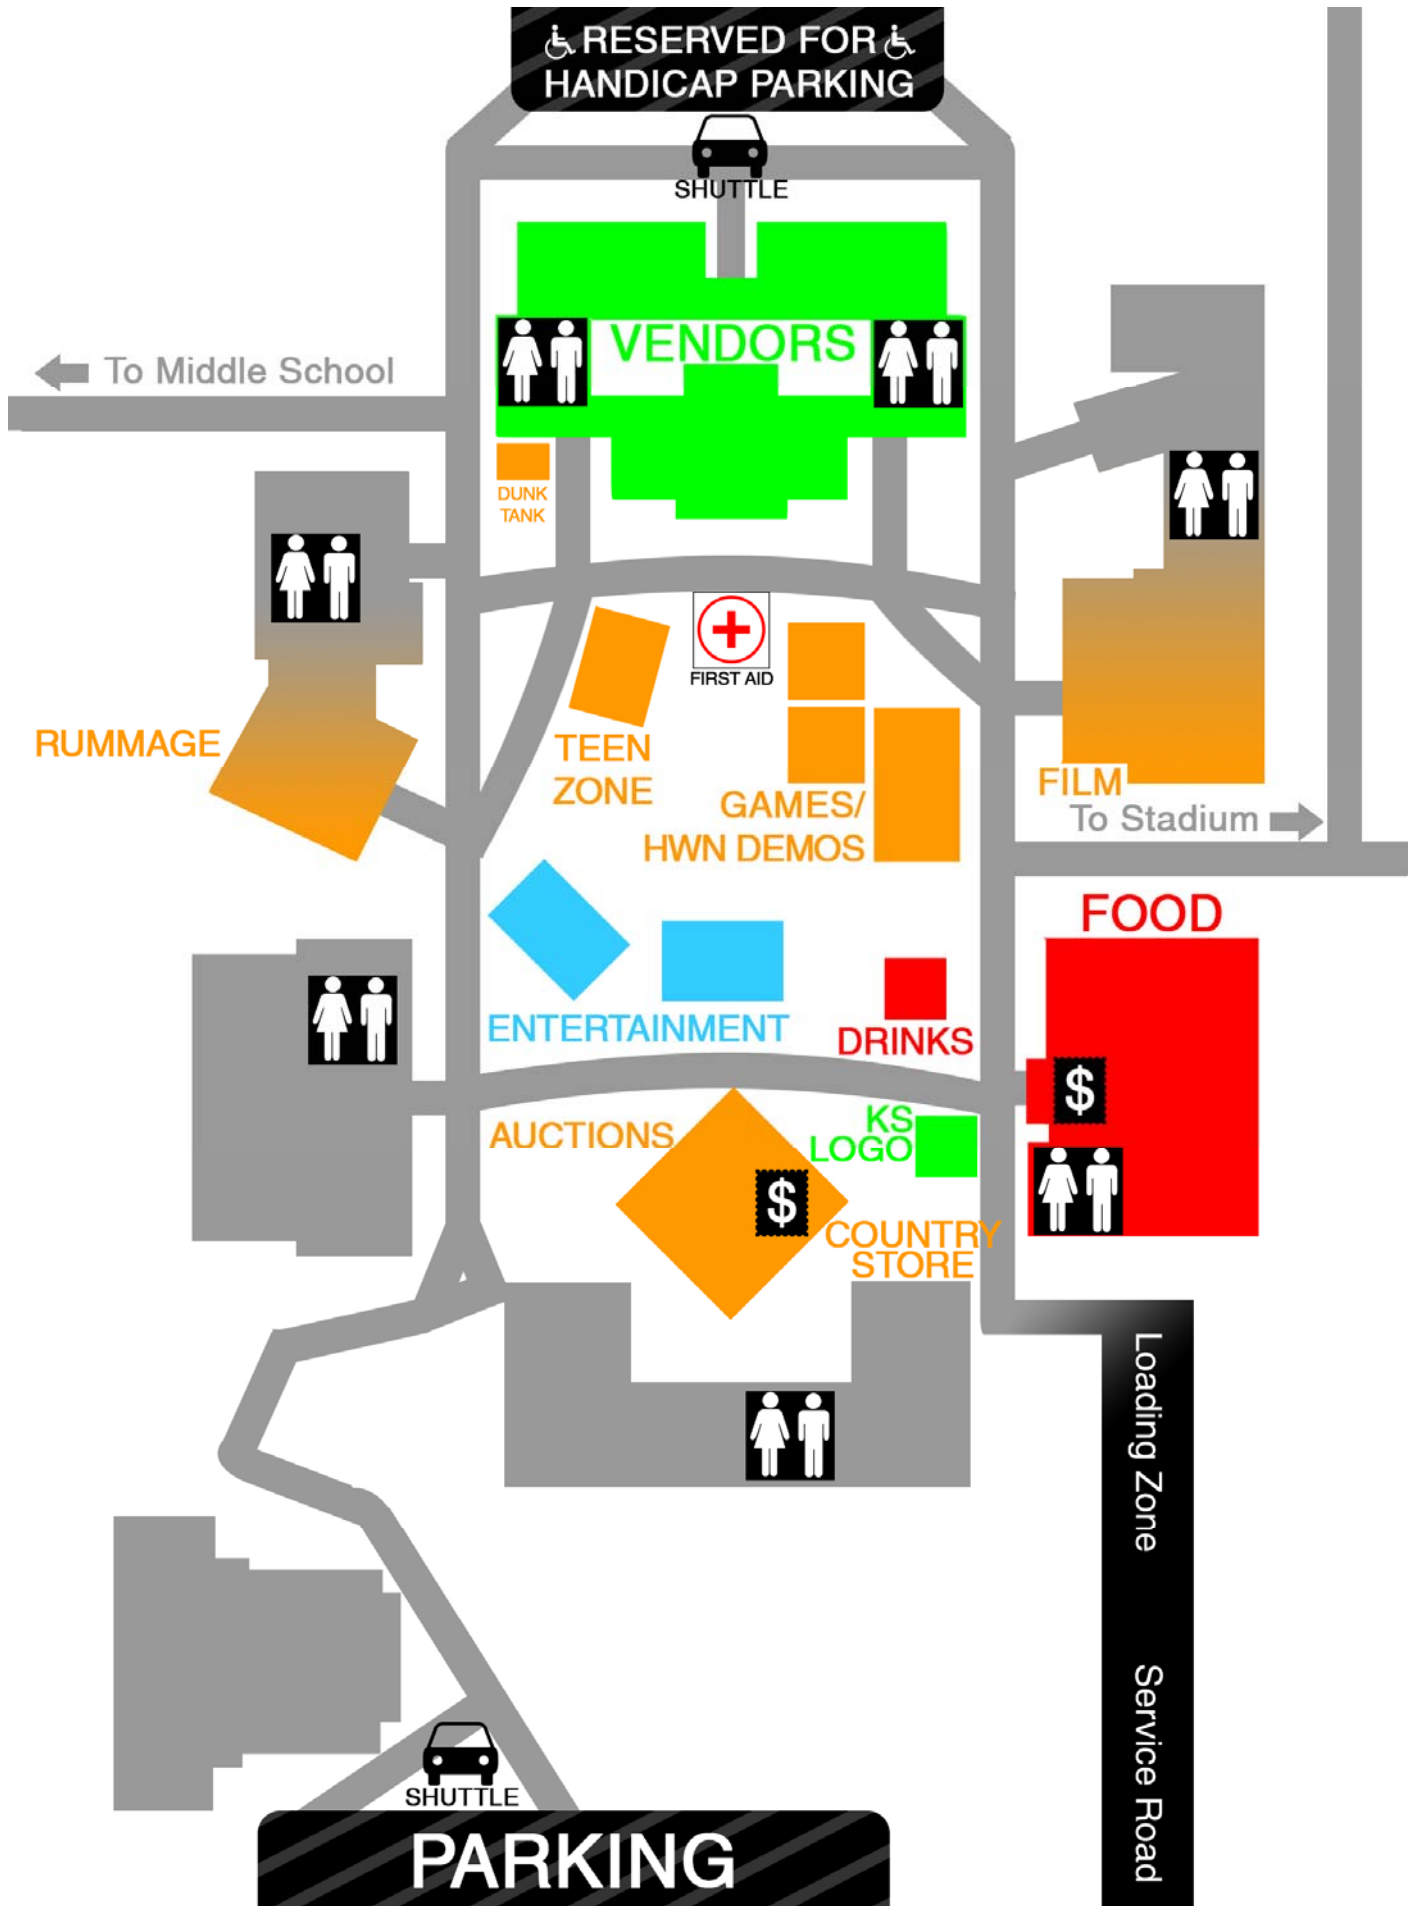 RESERVED FOR
HANDICAP PARKING
SHUTTLE
VENDORS
To Middle School
DUNK
TANK
FIRST AID
RUMMAGE
TEEN
ZONE
GAMES/
HWN DEMOS
FILM
To Stadium
FOOD
ENTERTAINMENT
DRINKS
$
AUCTIONS
KS
LOGO
$
COUNTRY
STORE
Loading Zone
Service Road
SHUTTLE
PARKING